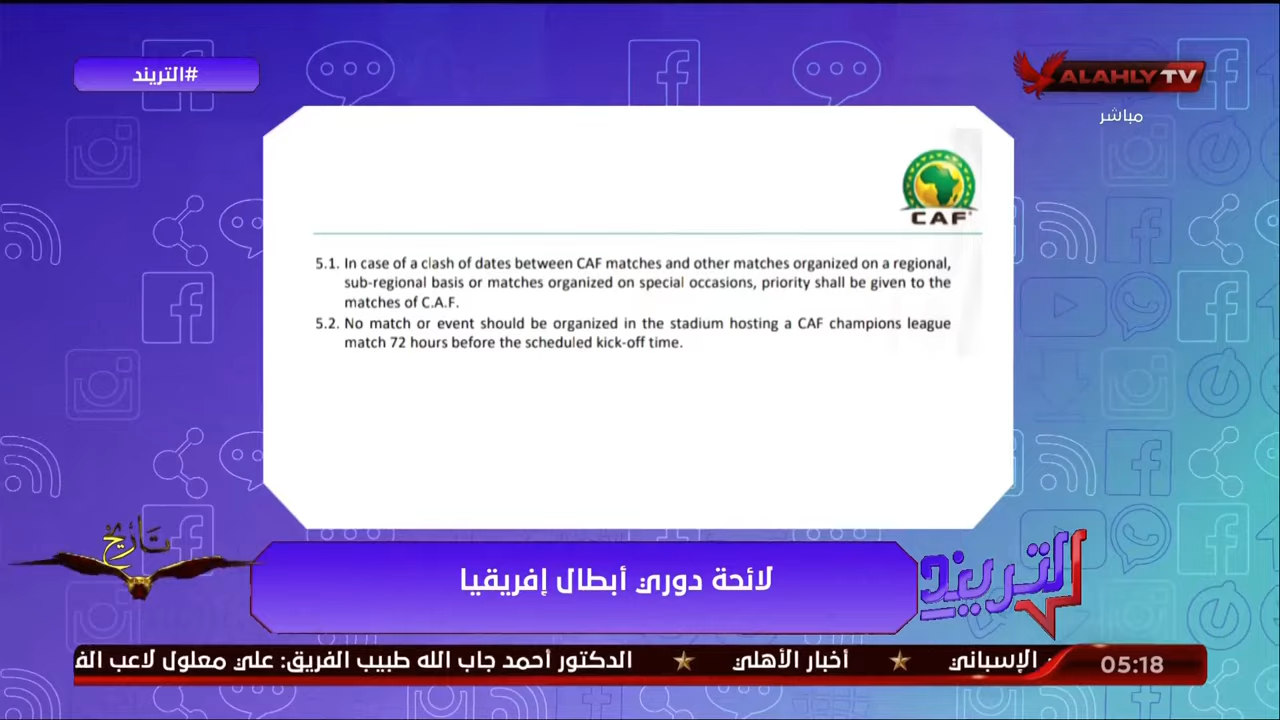 #التريند
ALAHLY TV
مباشر
CAF
5.1. In case of a clash of dates between CAF matches and other matches organized on a regional,
sub-regional basis or matches organized on special occasions, priority shall be given to the
matches of C.A.F.
5.2. No match or event should be organized in the stadium hosting a CAF champions league
match 72 hours before the scheduled kick-off time.
تاريخ
لائحة دوري أبطال إفريقيا
التريند
الإسباني ★ أخبار الأهلي ★ الدكتور أحمد جاب الله طبيب الفريق: علي معلول لاعب
05:18